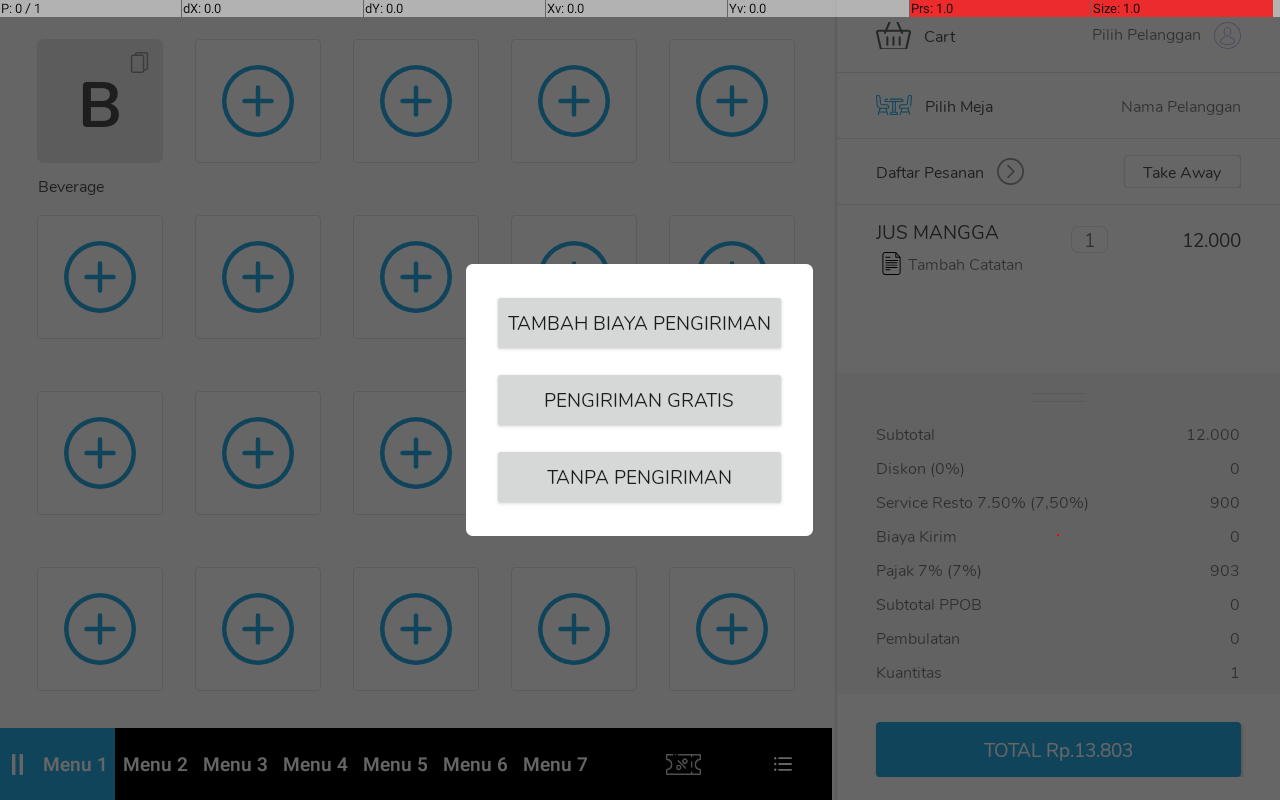 P: 0 / 1 dX: 0.0 dY: 0.0 Xv: 0.0 Yv: 0.0 Prs: 1.0 Size: 1.0
B
Beverage
Cart Pilih Pelanggan
Pilih Meja Nama Pelanggan
Daftar Pesanan Take Away
JUS MANGGA 1 12.000
Tambah Catatan
TAMBAH BIAYA PENGIRIMAN
PENGIRIMAN GRATIS
TANPA PENGIRIMAN
Subtotal 12.000
Diskon (0%) 0
Service Resto 7.50% (7,50%) 900
Biaya Kirim 0
Pajak 7% (7%) 903
Subtotal PPOB 0
Pembulatan 0
Kuantitas 1
TOTAL Rp.13.803
Menu 1 Menu 2 Menu 3 Menu 4 Menu 5 Menu 6 Menu 7